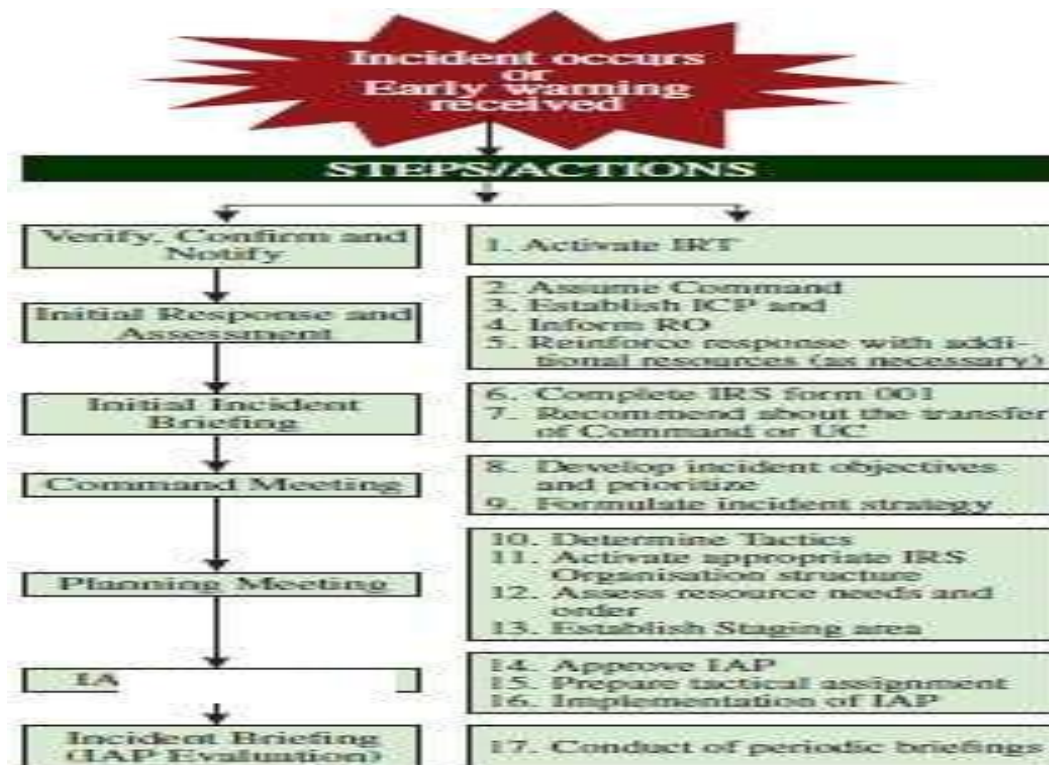 Incident occurs
or
Early warning
received
STEPS/ACTIONS
Verify, Confirm and
Notify
1. Activate IRT
Initial Response and
Assessment
2. Assume Command
3. Establish ICP and
4. Inform RO
5. Reinforce response with addi-
tional resources (as necessary)
Initial Incident
Briefing
6. Complete IRS form 001
7. Recommend about the transfer
of Command or UC
Command Meeting
8. Develop incident objectives
and prioritize
9. Formulate incident strategy
Planning Meeting
10. Determine Tactics
11. Activate appropriate IRS
Organisation structure
12. Assess resource needs and
order
13. Establish Staging area
IA
14. Approve IAP
15. Prepare tactical assignment
16. Implementation of IAP
Incident Briefing
(IAP Evaluation)
17. Conduct of periodic briefings